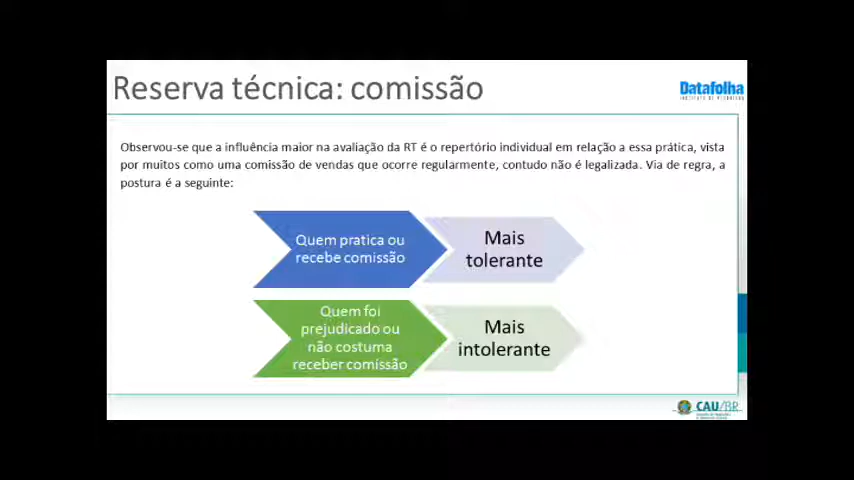 Reserva técnica: comissão
Datafolha
INSTITUTO DE PESQUISAS
Observou-se que a influência maior na avaliação da RT é o repertório individual em relação a essa prática, vista
por muitos como uma comissão de vendas que ocorre regularmente, contudo não é legalizada. Via de regra, a
postura é a seguinte:
Quem pratica ou
recebe comissão
Mais
tolerante
Quem foi
prejudicado ou
não costuma
receber comissão
Mais
intolerante
CAU/BR